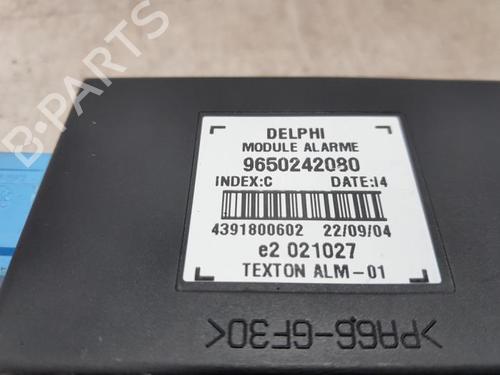 DELPHI
MODULE ALARME
9650242080
INDEX:C DATE:14
4391800602 22/09/04
e2 021027
TEXTON ALM-01
>PA66-GF30<
B-PARTS